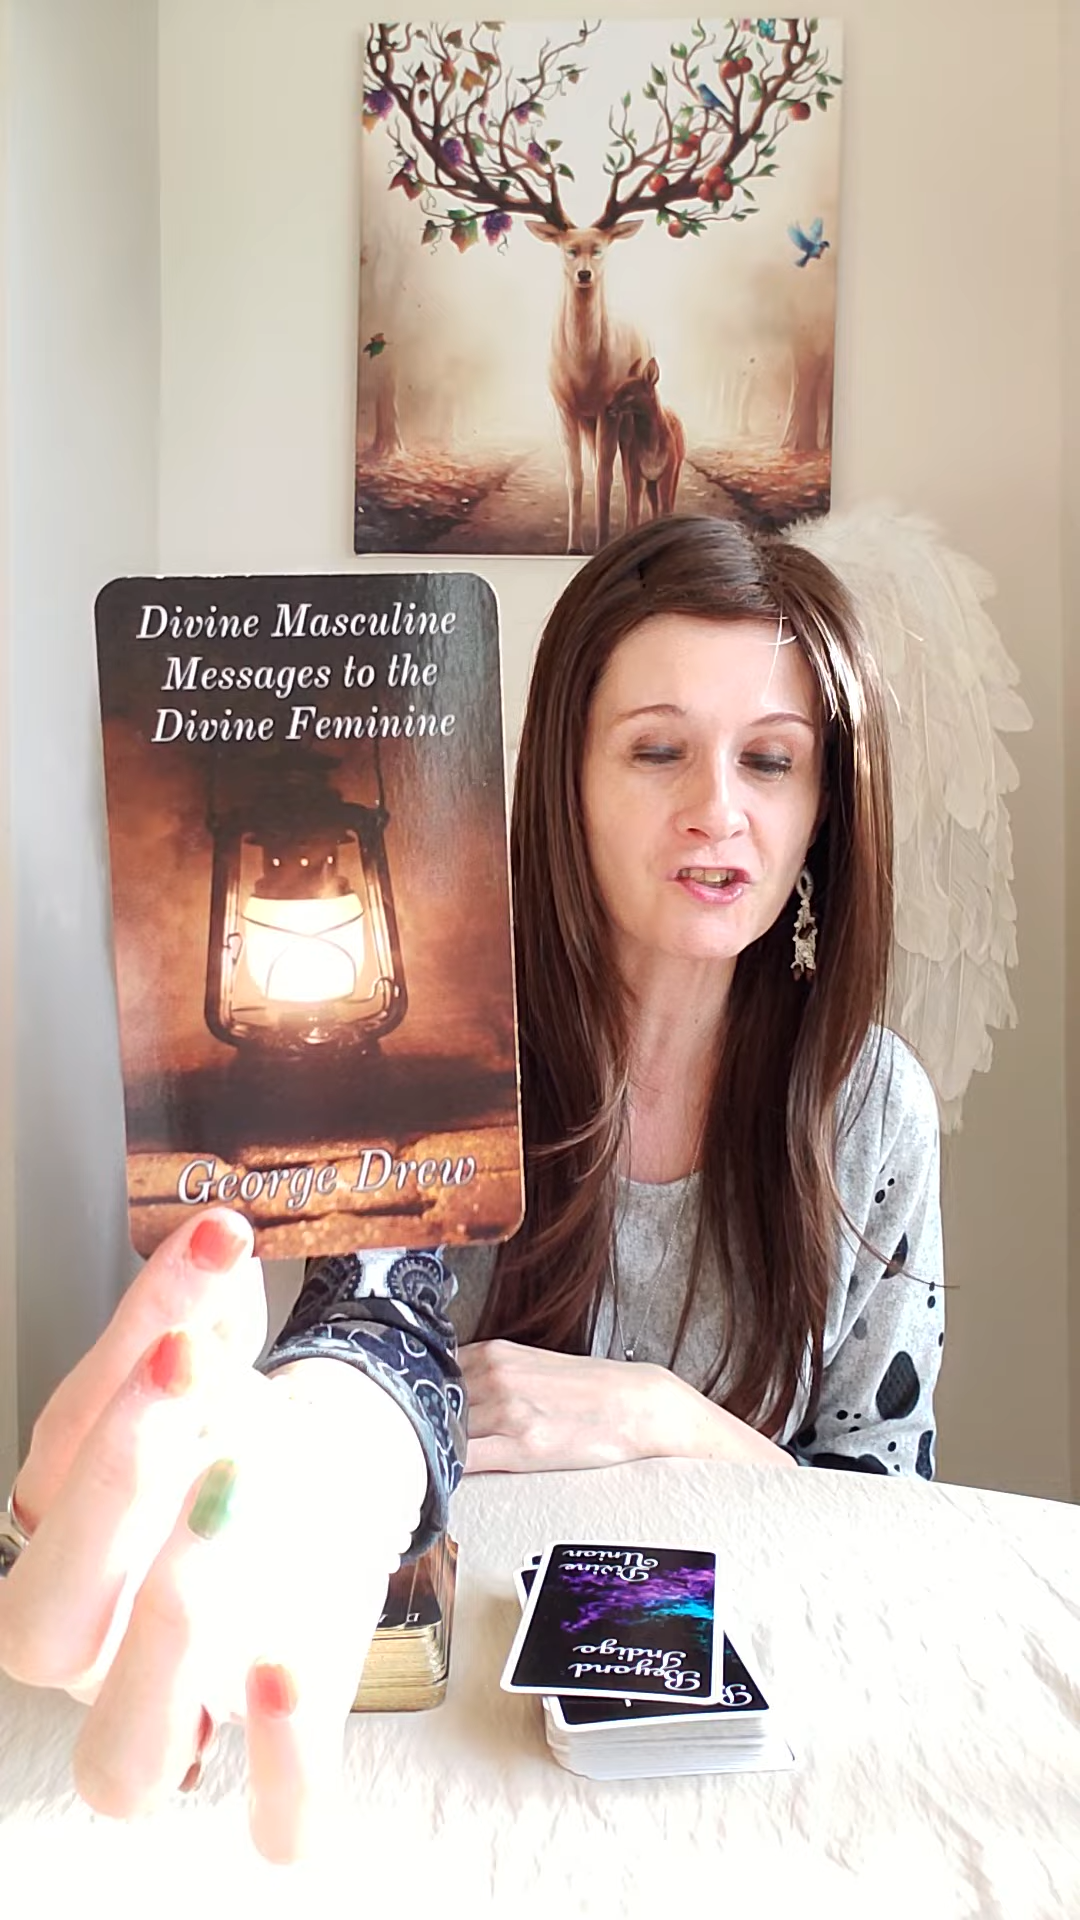 Divine Masculine
Messages to the
Divine Feminine
George Drew
Beyond
Indigo
Divine
Union